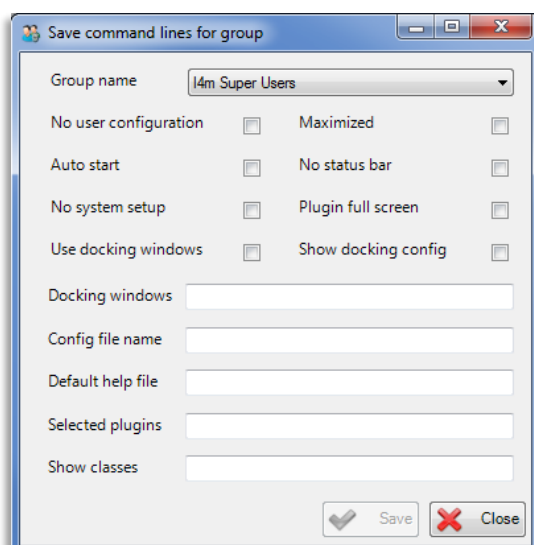 Save command lines for group
Group name I4m Super Users
No user configuration Maximized
Auto start No status bar
No system setup Plugin full screen
Use docking windows Show docking config
Docking windows
Config file name
Default help file
Selected plugins
Show classes
Save Close